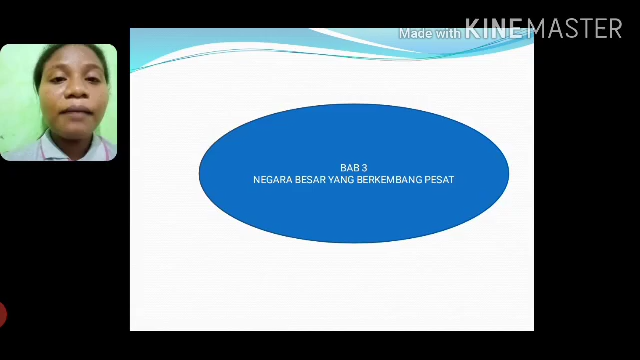 Made with KINEMASTER
BAB 3
NEGARA BESAR YANG BERKEMBANG PESAT